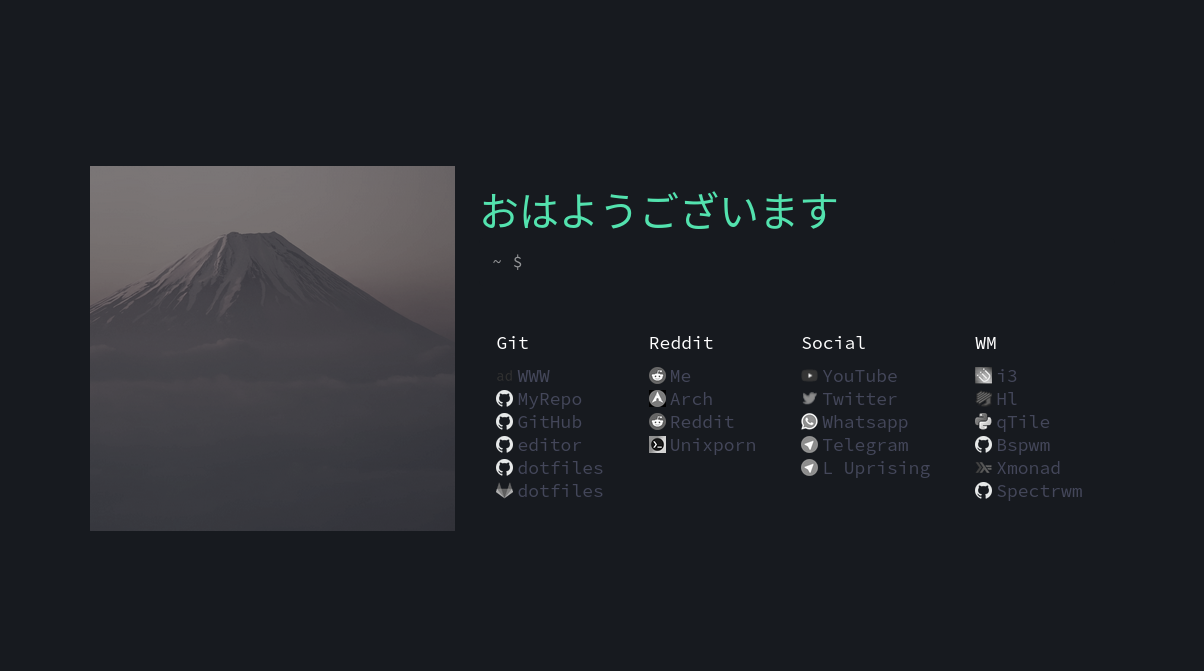 おはようございます
~ $
Git
ad WWW
MyRepo
GitHub
editor
dotfiles
dotfiles
Reddit
Me
Arch
Reddit
Unixporn
Social
YouTube
Twitter
Whatsapp
Telegram
L Uprising
WM
i3
Hl
qTile
Bspwm
Xmonad
Spectrwm